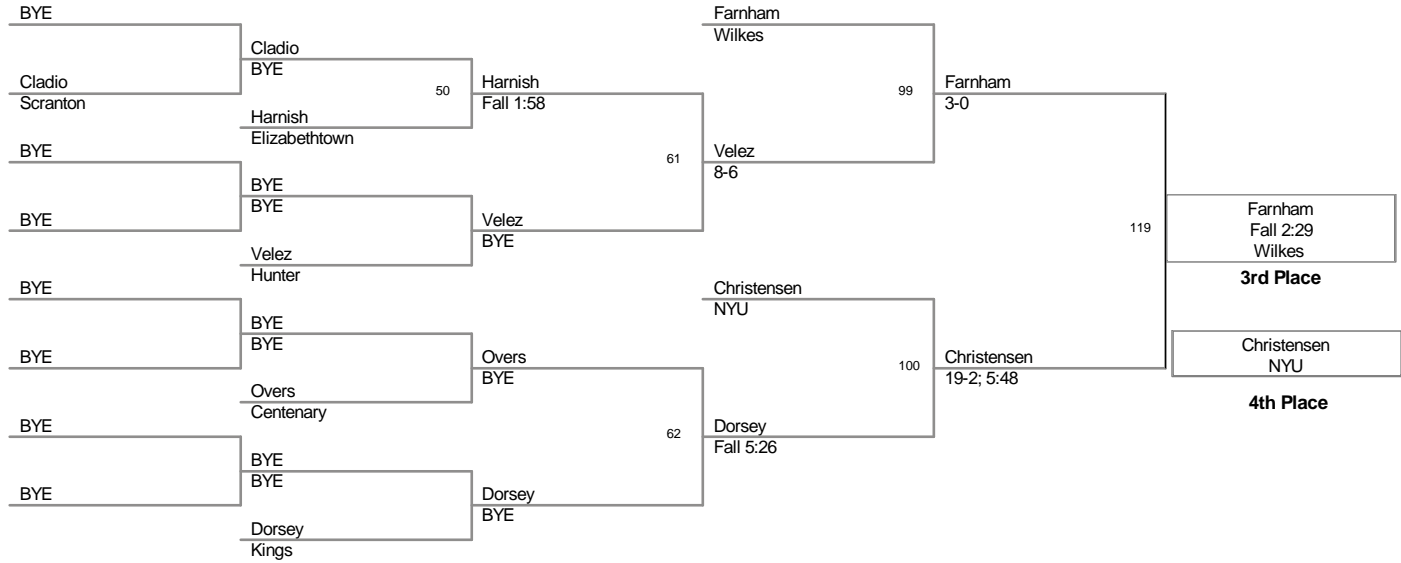 BYE
Cladio
Scranton
BYE
BYE
BYE
BYE
BYE
BYE
Cladio
BYE
Harnish
Elizabethtown
BYE
BYE
Velez
Hunter
BYE
BYE
Overs
Centenary
BYE
BYE
Dorsey
Kings
50
Harnish
Fall 1:58
Velez
BYE
Overs
BYE
Dorsey
BYE
61
62
Farnham
Wilkes
Velez
8-6
Christensen
NYU
Dorsey
Fall 5:26
99
100
Farnham
3-0
Christensen
19-2; 5:48
119
Farnham
Fall 2:29
Wilkes
3rd Place
Christensen
NYU
4th Place